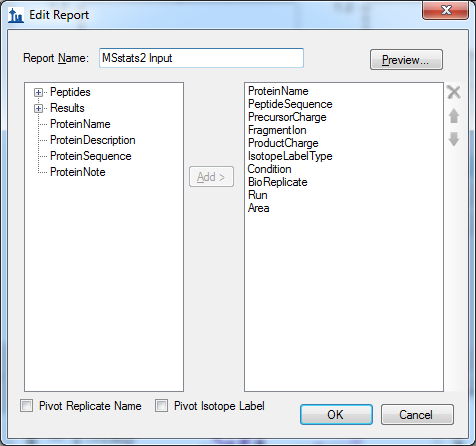 Edit Report
Report Name: MSstats2 Input
Preview...
Peptides
Results
ProteinName
ProteinDescription
ProteinSequence
ProteinNote
Add >
ProteinName
PeptideSequence
PrecursorCharge
FragmentIon
ProductCharge
IsotopeLabelType
Condition
BioReplicate
Run
Area
Pivot Replicate Name
Pivot Isotope Label
OK
Cancel